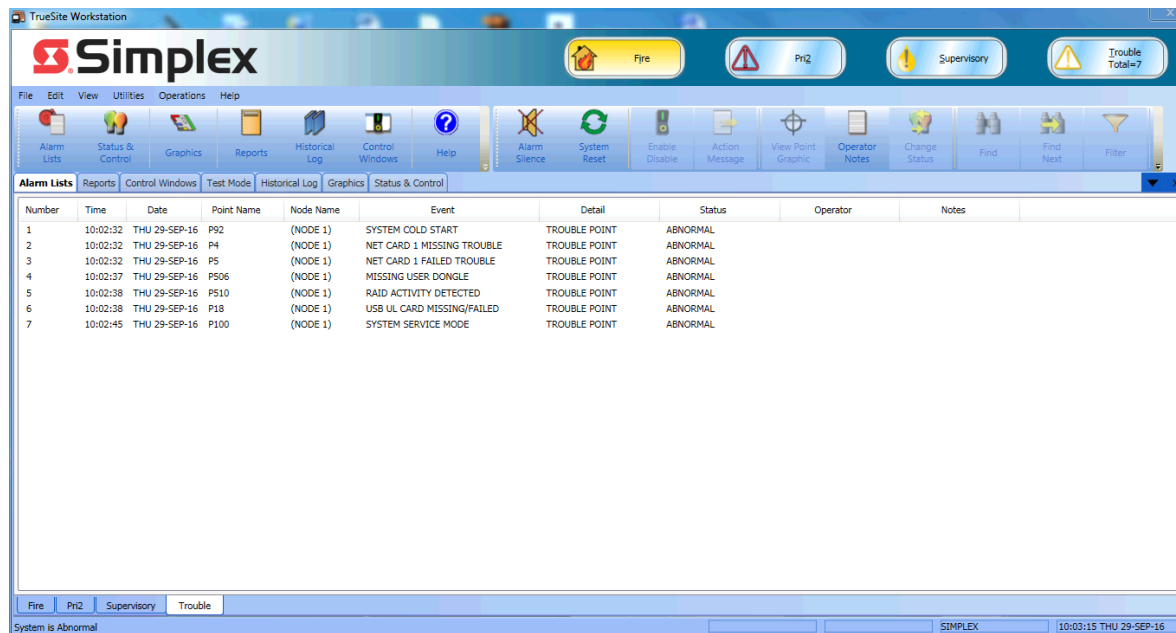 TrueSite Workstation
Simplex
Fire
Pri2
Supervisory
Trouble
Total=7
File Edit View Utilities Operations Help
Alarm Lists
Status & Control
Graphics
Reports
Historical Log
Control Windows
Help
Alarm Silence
System Reset
Enable Disable
Action Message
View Point Graphic
Operator Notes
Change Status
Find
Find Next
Filter
Alarm Lists Reports Control Windows Test Mode Historical Log Graphics Status & Control
Number Time Date Point Name Node Name Event Detail Status Operator Notes
1 10:02:32 THU 29-SEP-16 P92 (NODE 1) SYSTEM COLD START TROUBLE POINT ABNORMAL
2 10:02:32 THU 29-SEP-16 P4 (NODE 1) NET CARD 1 MISSING TROUBLE TROUBLE POINT ABNORMAL
3 10:02:32 THU 29-SEP-16 P5 (NODE 1) NET CARD 1 FAILED TROUBLE TROUBLE POINT ABNORMAL
4 10:02:37 THU 29-SEP-16 P506 (NODE 1) MISSING USER DONGLE TROUBLE POINT ABNORMAL
5 10:02:38 THU 29-SEP-16 P510 (NODE 1) RAID ACTIVITY DETECTED TROUBLE POINT ABNORMAL
6 10:02:38 THU 29-SEP-16 P18 (NODE 1) USB UL CARD MISSING/FAILED TROUBLE POINT ABNORMAL
7 10:02:45 THU 29-SEP-16 P100 (NODE 1) SYSTEM SERVICE MODE TROUBLE POINT ABNORMAL
Fire Pri2 Supervisory Trouble
System is Abnormal SIMPLEX 10:03:15 THU 29-SEP-16